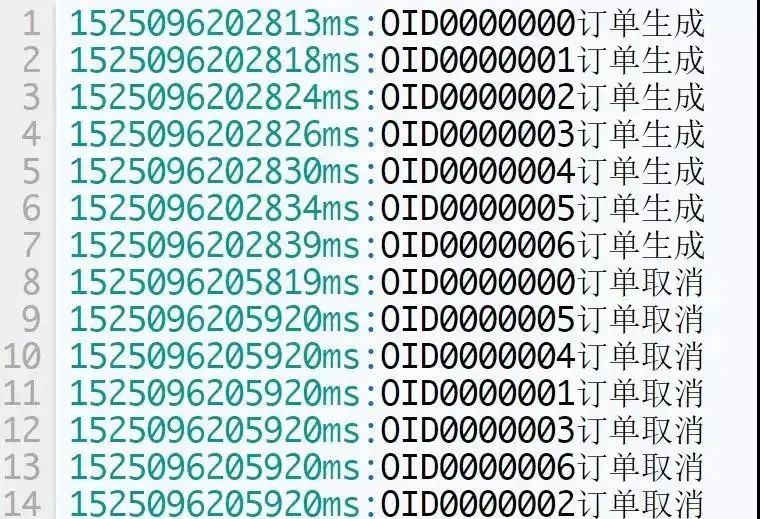 1 1525096202813ms:OID0000000订单生成
2 1525096202818ms:OID0000001订单生成
3 1525096202824ms:OID0000002订单生成
4 1525096202826ms:OID0000003订单生成
5 1525096202830ms:OID0000004订单生成
6 1525096202834ms:OID0000005订单生成
7 1525096202839ms:OID0000006订单生成
8 1525096205819ms:OID0000000订单取消
9 1525096205920ms:OID0000005订单取消
10 1525096205920ms:OID0000004订单取消
11 1525096205920ms:OID0000001订单取消
12 1525096205920ms:OID0000003订单取消
13 1525096205920ms:OID0000006订单取消
14 1525096205920ms:OID0000002订单取消